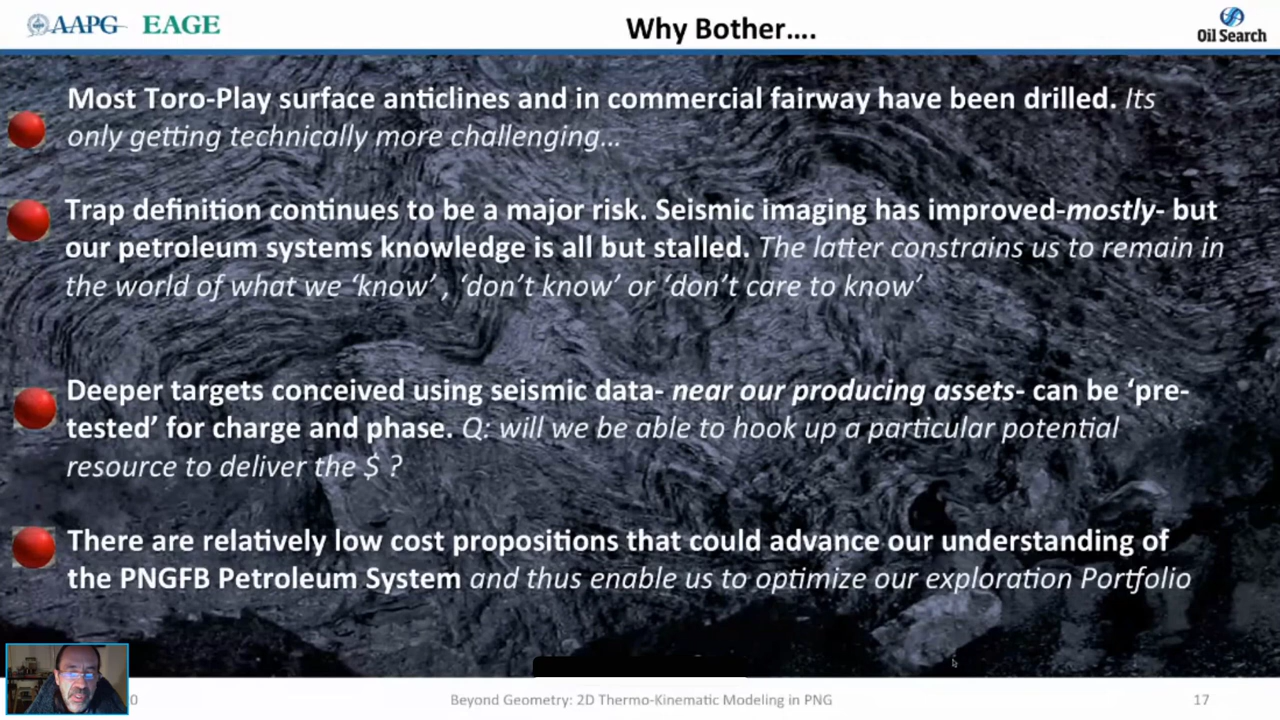 AAPG EAGE
Why Bother....
Oil Search
Most Toro-Play surface anticlines and in commercial fairway have been drilled. Its
only getting technically more challenging...
Trap definition continues to be a major risk. Seismic imaging has improved-mostly- but
our petroleum systems knowledge is all but stalled. The latter constrains us to remain in
the world of what we ‘know’ , ‘don’t know’ or ‘don’t care to know’
Deeper targets conceived using seismic data- near our producing assets- can be ‘pre-
tested’ for charge and phase. Q: will we be able to hook up a particular potential
resource to deliver the $ ?
There are relatively low cost propositions that could advance our understanding of
the PNGFB Petroleum System and thus enable us to optimize our exploration Portfolio
0
Beyond Geometry: 2D Thermo-Kinematic Modeling in PNG
17